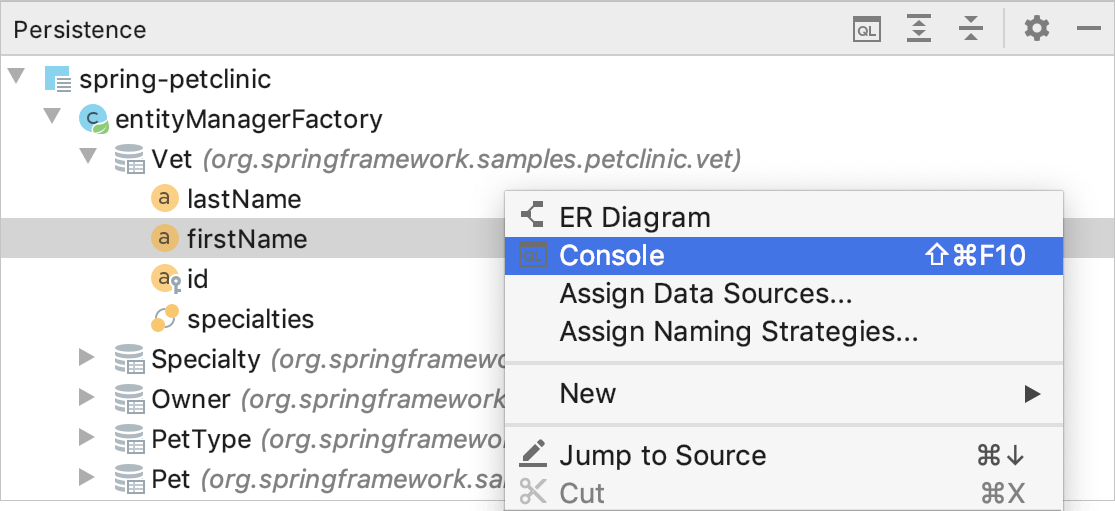 Persistence
QL
spring-petclinic
C entityManagerFactory
Vet (org.springframework.samples.petclinic.vet)
a lastName
a firstName
a id
specialties
Specialty (org.springframewo
Owner (org.springframework
PetType (org.springframewo
Pet (org.springframework.sa
ER Diagram
QL Console ⇧⌘F10
Assign Data Sources...
Assign Naming Strategies...
New
Jump to Source ⌘↓
Cut ⌘X